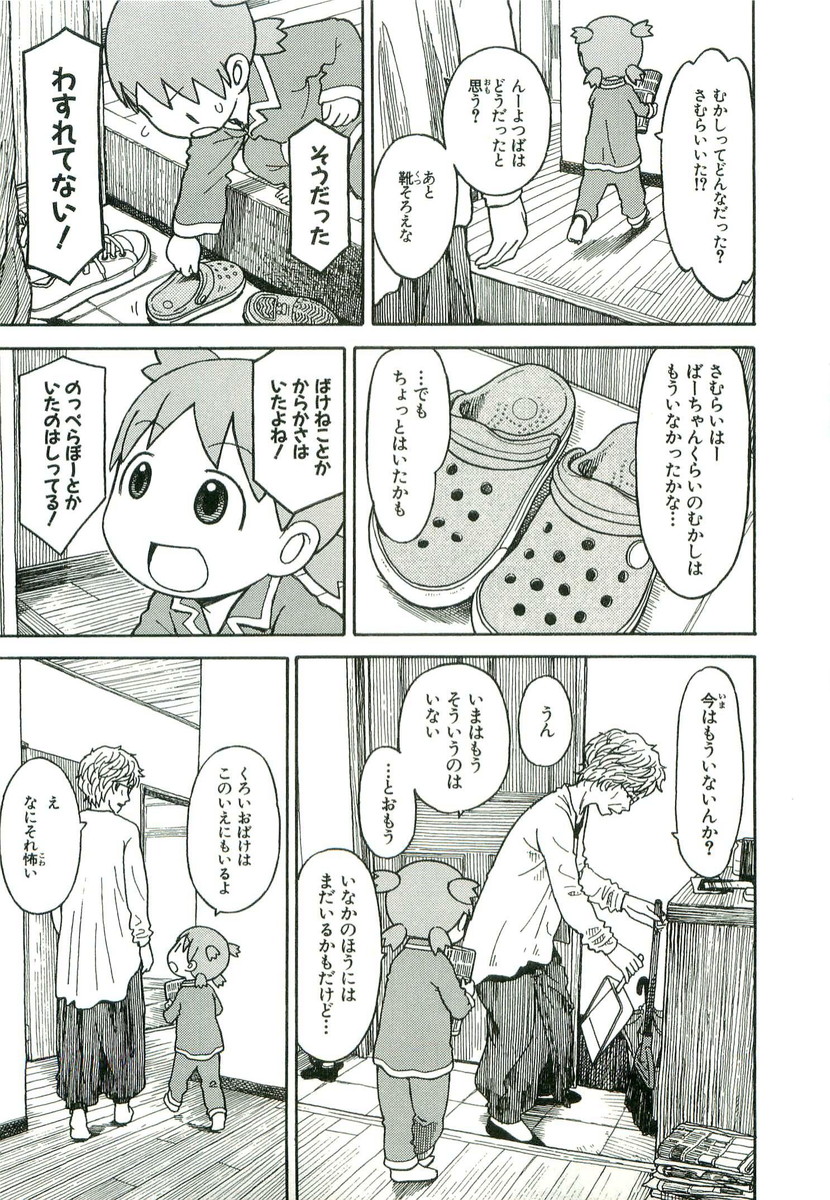 むかしってどんなだった?
さむらいいた!?
んーよつばは
どうだったと
思う?
あと
靴そろえな
そうだった
わすれてない!
さむらいはー
ばーちゃんくらいのむかしは
もういなかったかな…
…でも
ちょっとはいたかも
ばけねことか
からかさは
いたよね!
のっぺらぼーとか
いたのはしってる!
今はもういないんか?
うん
いまはもう
そういうのは
いない
…とおもう
いなかのほうには
まだいるかもだけど…
くろいおばけは
このいえにもいるよ
え
なにそれ怖い